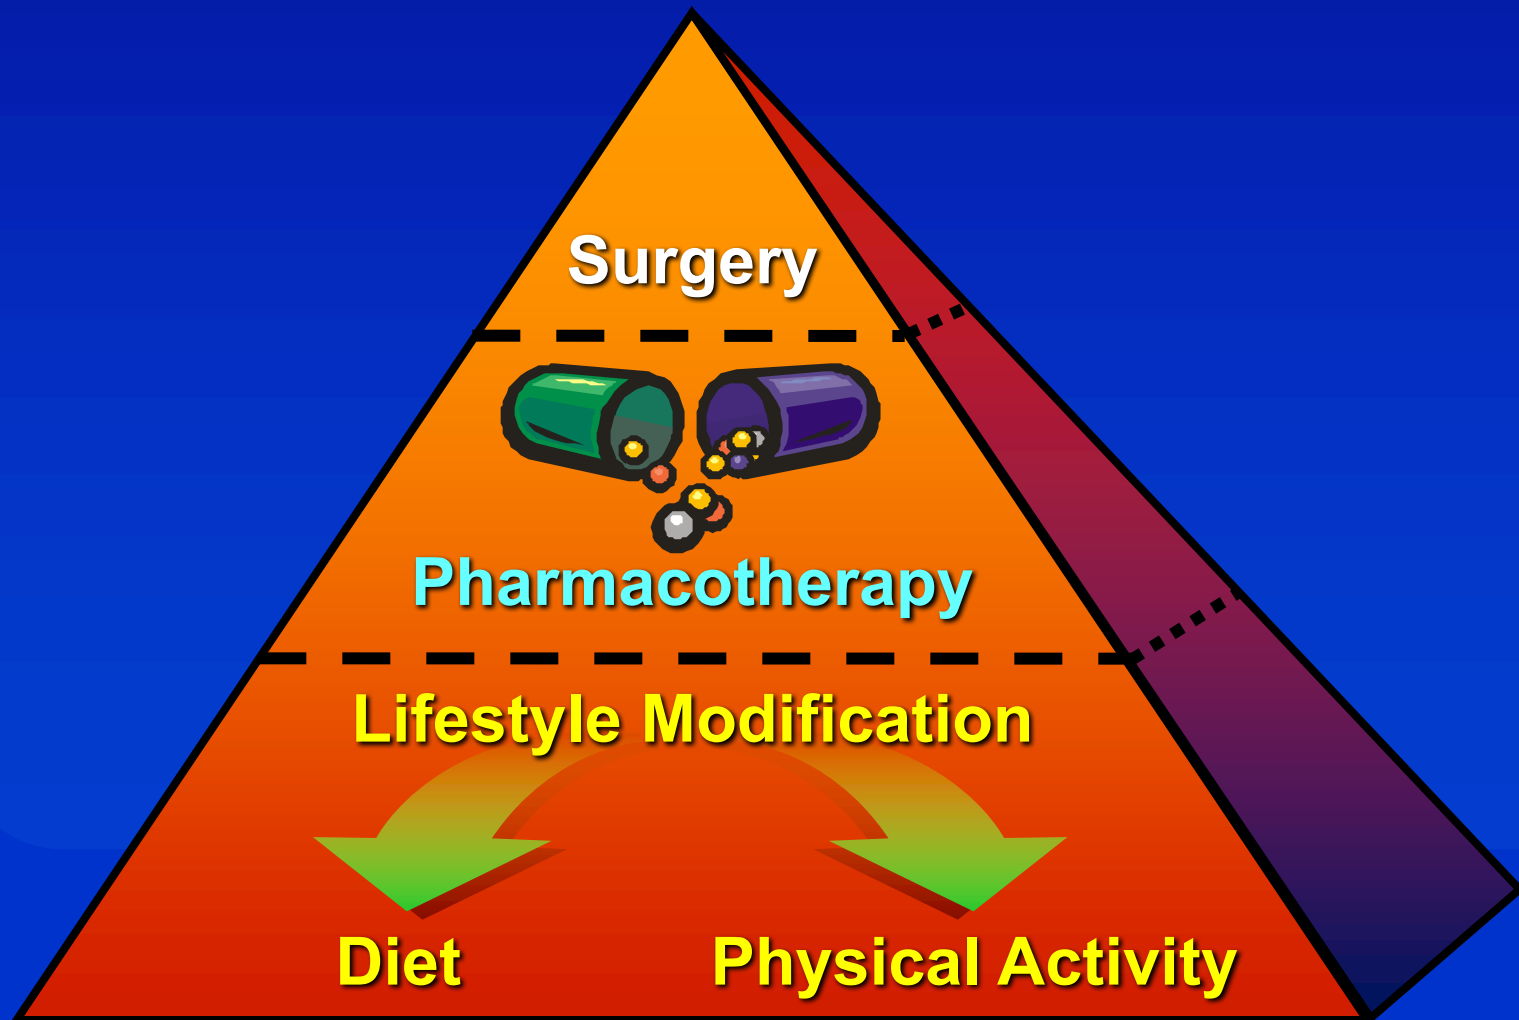 Surgery
Pharmacotherapy
Lifestyle Modification
Diet
Physical Activity